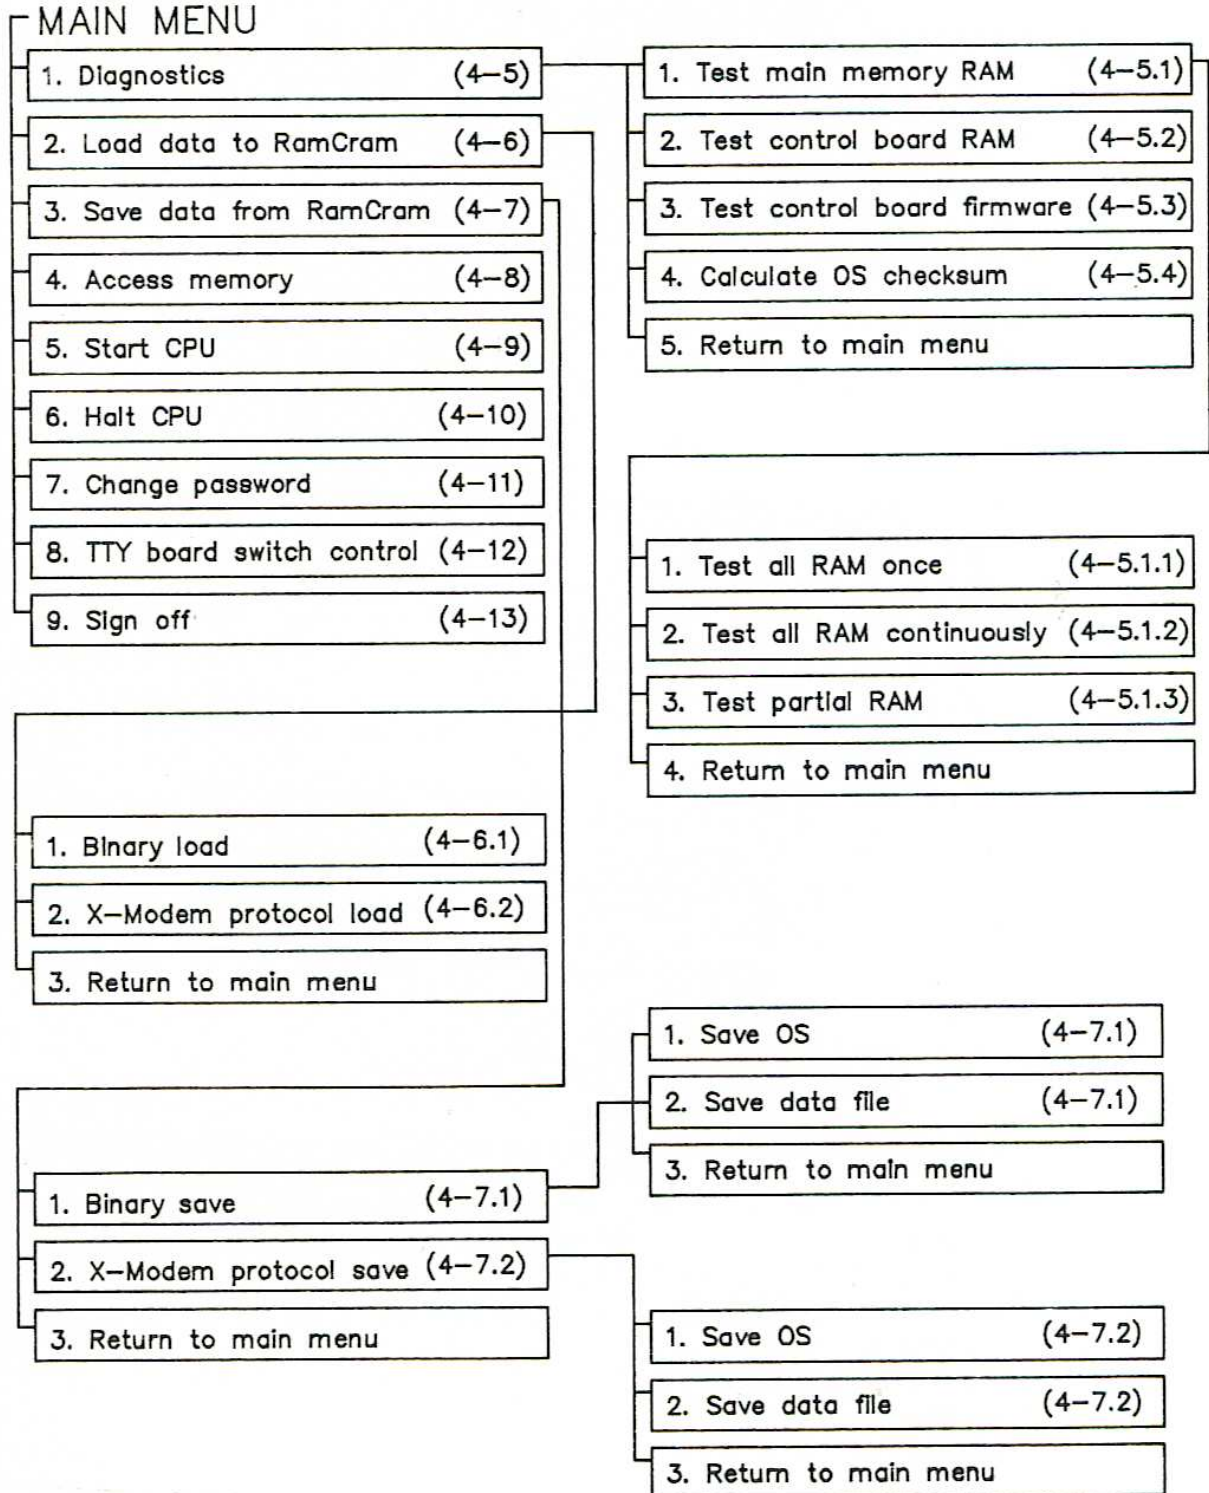 MAIN MENU
1. Diagnostics (4-5)
2. Load data to RamCram (4-6)
3. Save data from RamCram (4-7)
4. Access memory (4-8)
5. Start CPU (4-9)
6. Halt CPU (4-10)
7. Change password (4-11)
8. TTY board switch control (4-12)
9. Sign off (4-13)
1. Test main memory RAM (4-5.1)
2. Test control board RAM (4-5.2)
3. Test control board firmware (4-5.3)
4. Calculate OS checksum (4-5.4)
5. Return to main menu
1. Test all RAM once (4-5.1.1)
2. Test all RAM continuously (4-5.1.2)
3. Test partial RAM (4-5.1.3)
4. Return to main menu
1. Binary load (4-6.1)
2. X-Modem protocol load (4-6.2)
3. Return to main menu
1. Binary save (4-7.1)
2. X-Modem protocol save (4-7.2)
3. Return to main menu
1. Save OS (4-7.1)
2. Save data file (4-7.1)
3. Return to main menu
1. Save OS (4-7.2)
2. Save data file (4-7.2)
3. Return to main menu